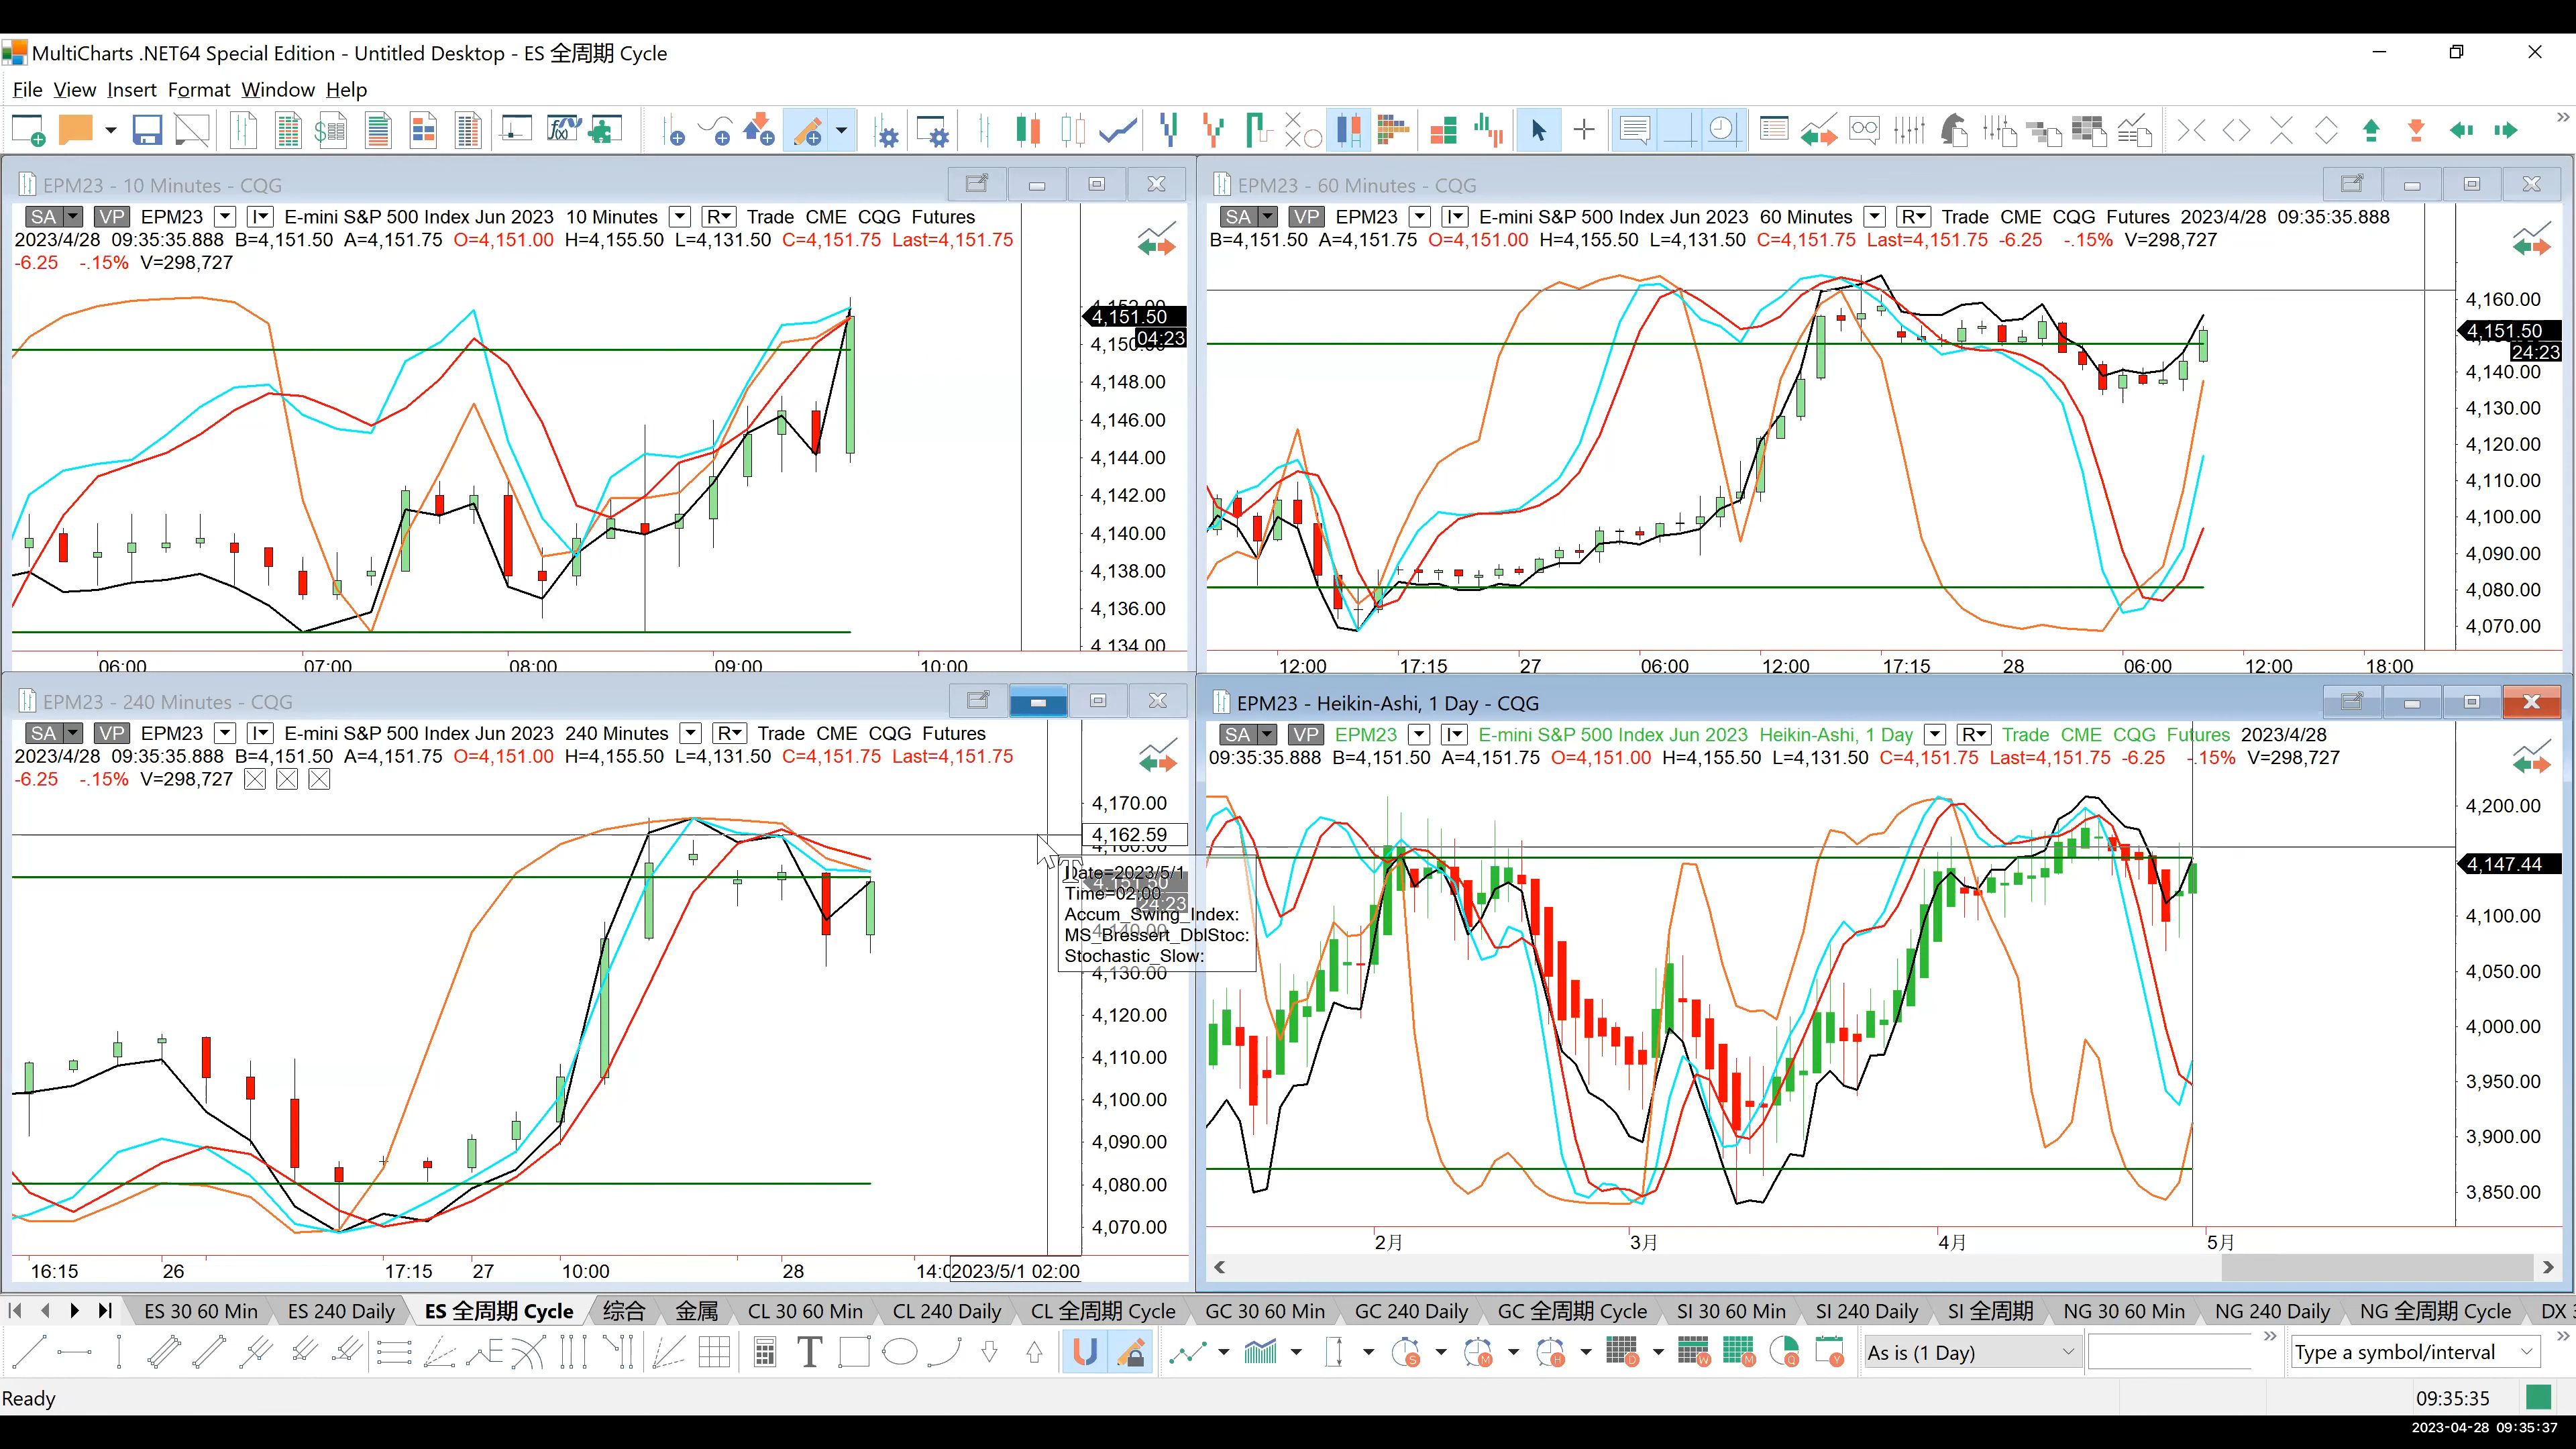 MultiCharts .NET64 Special Edition - Untitled Desktop - ES 全周期 Cycle
File View Insert Format Window Help
EPM23 - 10 Minutes - CQG
SA VP EPM23 I E-mini S&P 500 Index Jun 2023 10 Minutes R Trade CME CQG Futures
2023/4/28 09:35:35.888 B=4,151.50 A=4,151.75 O=4,151.00 H=4,155.50 L=4,131.50 C=4,151.75 Last=4,151.75
-6.25 -.15% V=298,727
4,152.00
4,151.50
04:23
4,150.00
4,148.00
4,146.00
4,144.00
4,142.00
4,140.00
4,138.00
4,136.00
4,134.00
06:00 07:00 08:00 09:00 10:00
EPM23 - 60 Minutes - CQG
SA VP EPM23 I E-mini S&P 500 Index Jun 2023 60 Minutes R Trade CME CQG Futures 2023/4/28 09:35:35.888
B=4,151.50 A=4,151.75 O=4,151.00 H=4,155.50 L=4,131.50 C=4,151.75 Last=4,151.75 -6.25 -.15% V=298,727
4,160.00
4,151.50
24:23
4,140.00
4,130.00
4,120.00
4,110.00
4,100.00
4,090.00
4,080.00
4,070.00
12:00 17:15 27 06:00 12:00 17:15 28 06:00 12:00 18:00
EPM23 - 240 Minutes - CQG
SA VP EPM23 I E-mini S&P 500 Index Jun 2023 240 Minutes R Trade CME CQG Futures
2023/4/28 09:35:35.888 B=4,151.50 A=4,151.75 O=4,151.00 H=4,155.50 L=4,131.50 C=4,151.75 Last=4,151.75
-6.25 -.15% V=298,727
4,170.00
4,162.59
4,160.00
Date=2023/5/1
4,151.50
Time=02:00
24:23
Accum_Swing_Index:
4,140.00
MS_Bressert_DblStoc:
Stochastic_Slow:
4,130.00
4,120.00
4,110.00
4,100.00
4,090.00
4,080.00
4,070.00
16:15 26 17:15 27 10:00 28 14:0 2023/5/1 02:00
EPM23 - Heikin-Ashi, 1 Day - CQG
SA VP EPM23 I E-mini S&P 500 Index Jun 2023 Heikin-Ashi, 1 Day R Trade CME CQG Futures 2023/4/28
09:35:35.888 B=4,151.50 A=4,151.75 O=4,151.00 H=4,155.50 L=4,131.50 C=4,151.75 Last=4,151.75 -6.25 -.15% V=298,727
4,200.00
4,147.44
4,100.00
4,050.00
4,000.00
3,950.00
3,900.00
3,850.00
2月 3月 4月 5月
ES 30 60 Min ES 240 Daily ES 全周期 Cycle 综合 金属 CL 30 60 Min CL 240 Daily CL 全周期 Cycle GC 30 60 Min GC 240 Daily GC 全周期 Cycle SI 30 60 Min SI 240 Daily SI 全周期 NG 30 60 Min NG 240 Daily NG 全周期 Cycle DX 3
As is (1 Day) Type a symbol/interval
Ready 09:35:35
2023-04-28 09:35:37